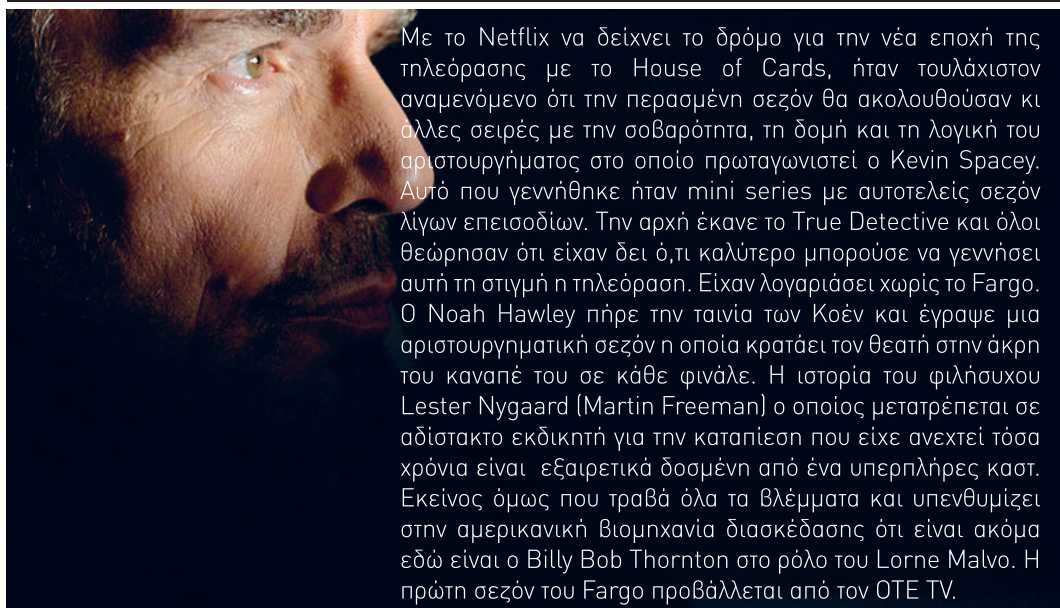 Με το Netflix να δείχνει το δρόμο για την νέα εποχή της
τηλεόρασης με το House of Cards, ήταν τουλάχιστον
αναμενόμενο ότι την περασμένη σεζόν θα ακολουθούσαν κι
άλλες σειρές με την σοβαρότητα, τη δομή και τη λογική του
αριστουργήματος στο οποίο πρωταγωνιστεί ο Kevin Spacey.
Αυτό που γεννήθηκε ήταν mini series με αυτοτελείς σεζόν
λίγων επεισοδίων. Την αρχή έκανε το True Detective και όλοι
θεώρησαν ότι είχαν δει ό,τι καλύτερο μπορούσε να γεννήσει
αυτή τη στιγμή η τηλεόραση. Είχαν λογαριάσει χωρίς το Fargo.
Ο Noah Hawley πήρε την ταινία των Κοέν και έγραψε μια
αριστουργηματική σεζόν η οποία κρατάει τον θεατή στην άκρη
του καναπέ του σε κάθε φινάλε. Η ιστορία του φιλήσυχου
Lester Nygaard (Martin Freeman) ο οποίος μετατρέπεται σε
αδίστακτο εκδικητή για την καταπίεση που είχε ανεχτεί τόσα
χρόνια είναι εξαιρετικά δοσμένη από ένα υπερπλήρες καστ.
Εκείνος όμως που τραβά όλα τα βλέμματα και υπενθυμίζει
στην αμερικανική βιομηχανία διασκέδασης ότι είναι ακόμα
εδώ είναι ο Billy Bob Thornton στο ρόλο του Lorne Malvo. Η
πρώτη σεζόν του Fargo προβάλλεται από τον OTE TV.